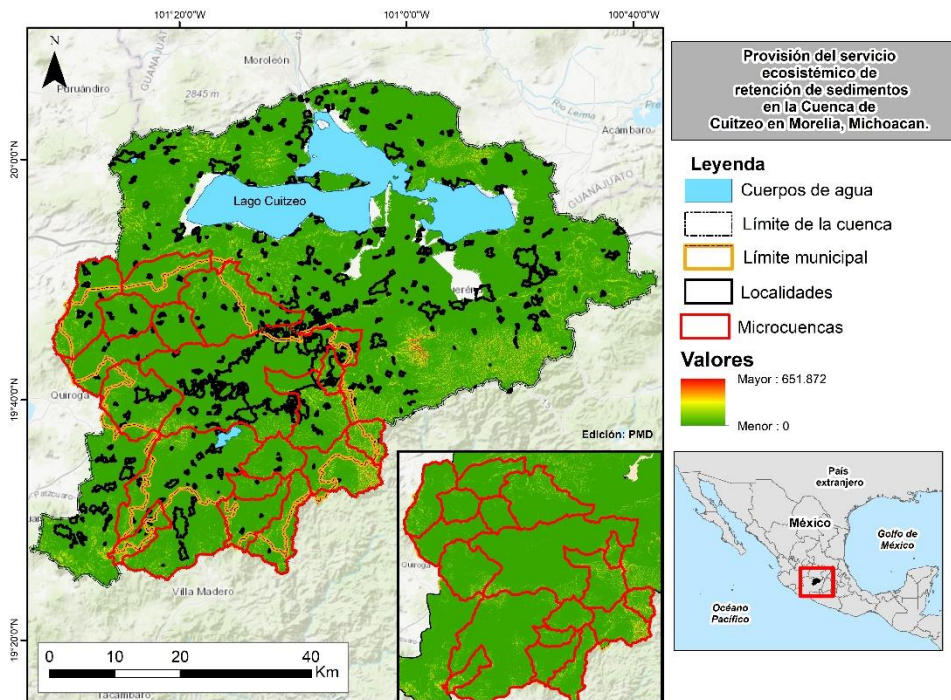 101°20'0"W
101°0'0"W
100°40'0"W
N
Moroleón
GUANAJUATO
Puruándiro
2845 m
Rio Lerma
Acámbaro
20°0'0"N
GUANAJUATO
Lago Cuitzeo
19°40'0"N
Quiroga
Edición: PMD
Quiroga
Villa Madero
19°20'0"N
0 10 20 40
Km
Tacámbaro
Provisión del servicio
ecosistémico de
retención de sedimentos
en la Cuenca de
Cuitzeo en Morelia, Michoacan.
Leyenda
Cuerpos de agua
Límite de la cuenca
Límite municipal
Localidades
Microcuencas
Valores
Mayor : 651.872
Menor : 0
País
extranjero
México
Golfo de
México
Océano
Pacífico